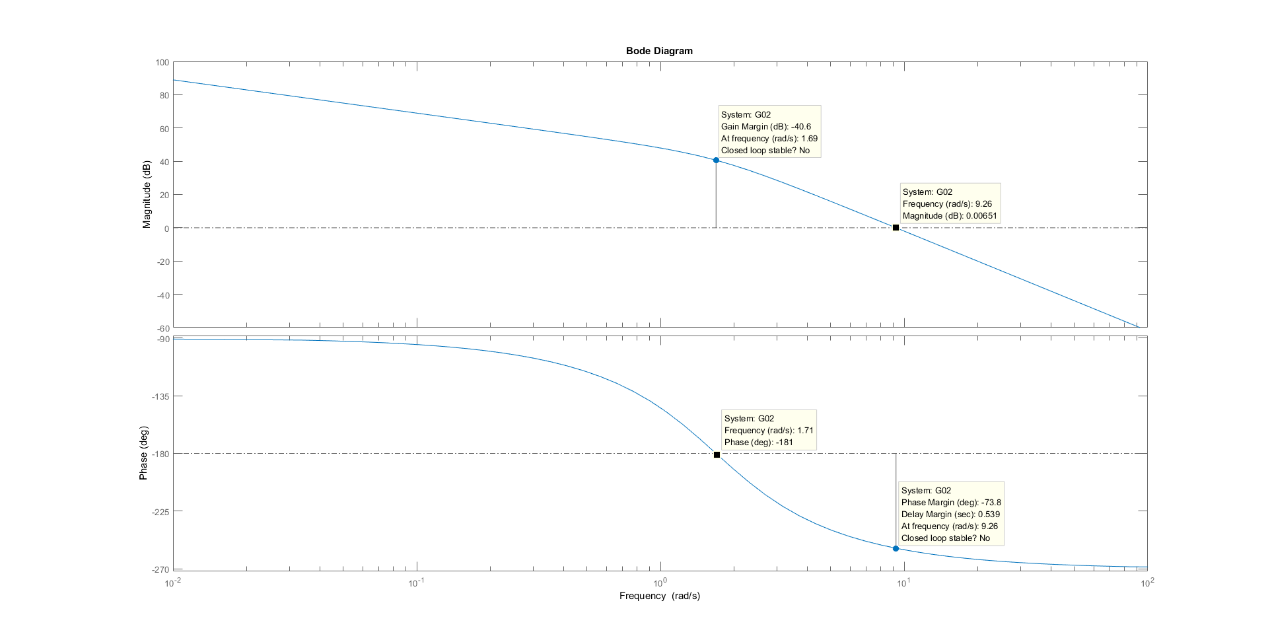 Bode Diagram
100
80
60
40
20
0
-20
-40
-60
Magnitude (dB)
System: G02
Gain Margin (dB): -40.6
At frequency (rad/s): 1.69
Closed loop stable? No
System: G02
Frequency (rad/s): 9.26
Magnitude (dB): 0.00651
-90
-135
-180
-225
-270
Phase (deg)
System: G02
Frequency (rad/s): 1.71
Phase (deg): -181
System: G02
Phase Margin (deg): -73.8
Delay Margin (sec): 0.539
At frequency (rad/s): 9.26
Closed loop stable? No
10^-2 10^-1 10^0 10^1 10^2
Frequency (rad/s)